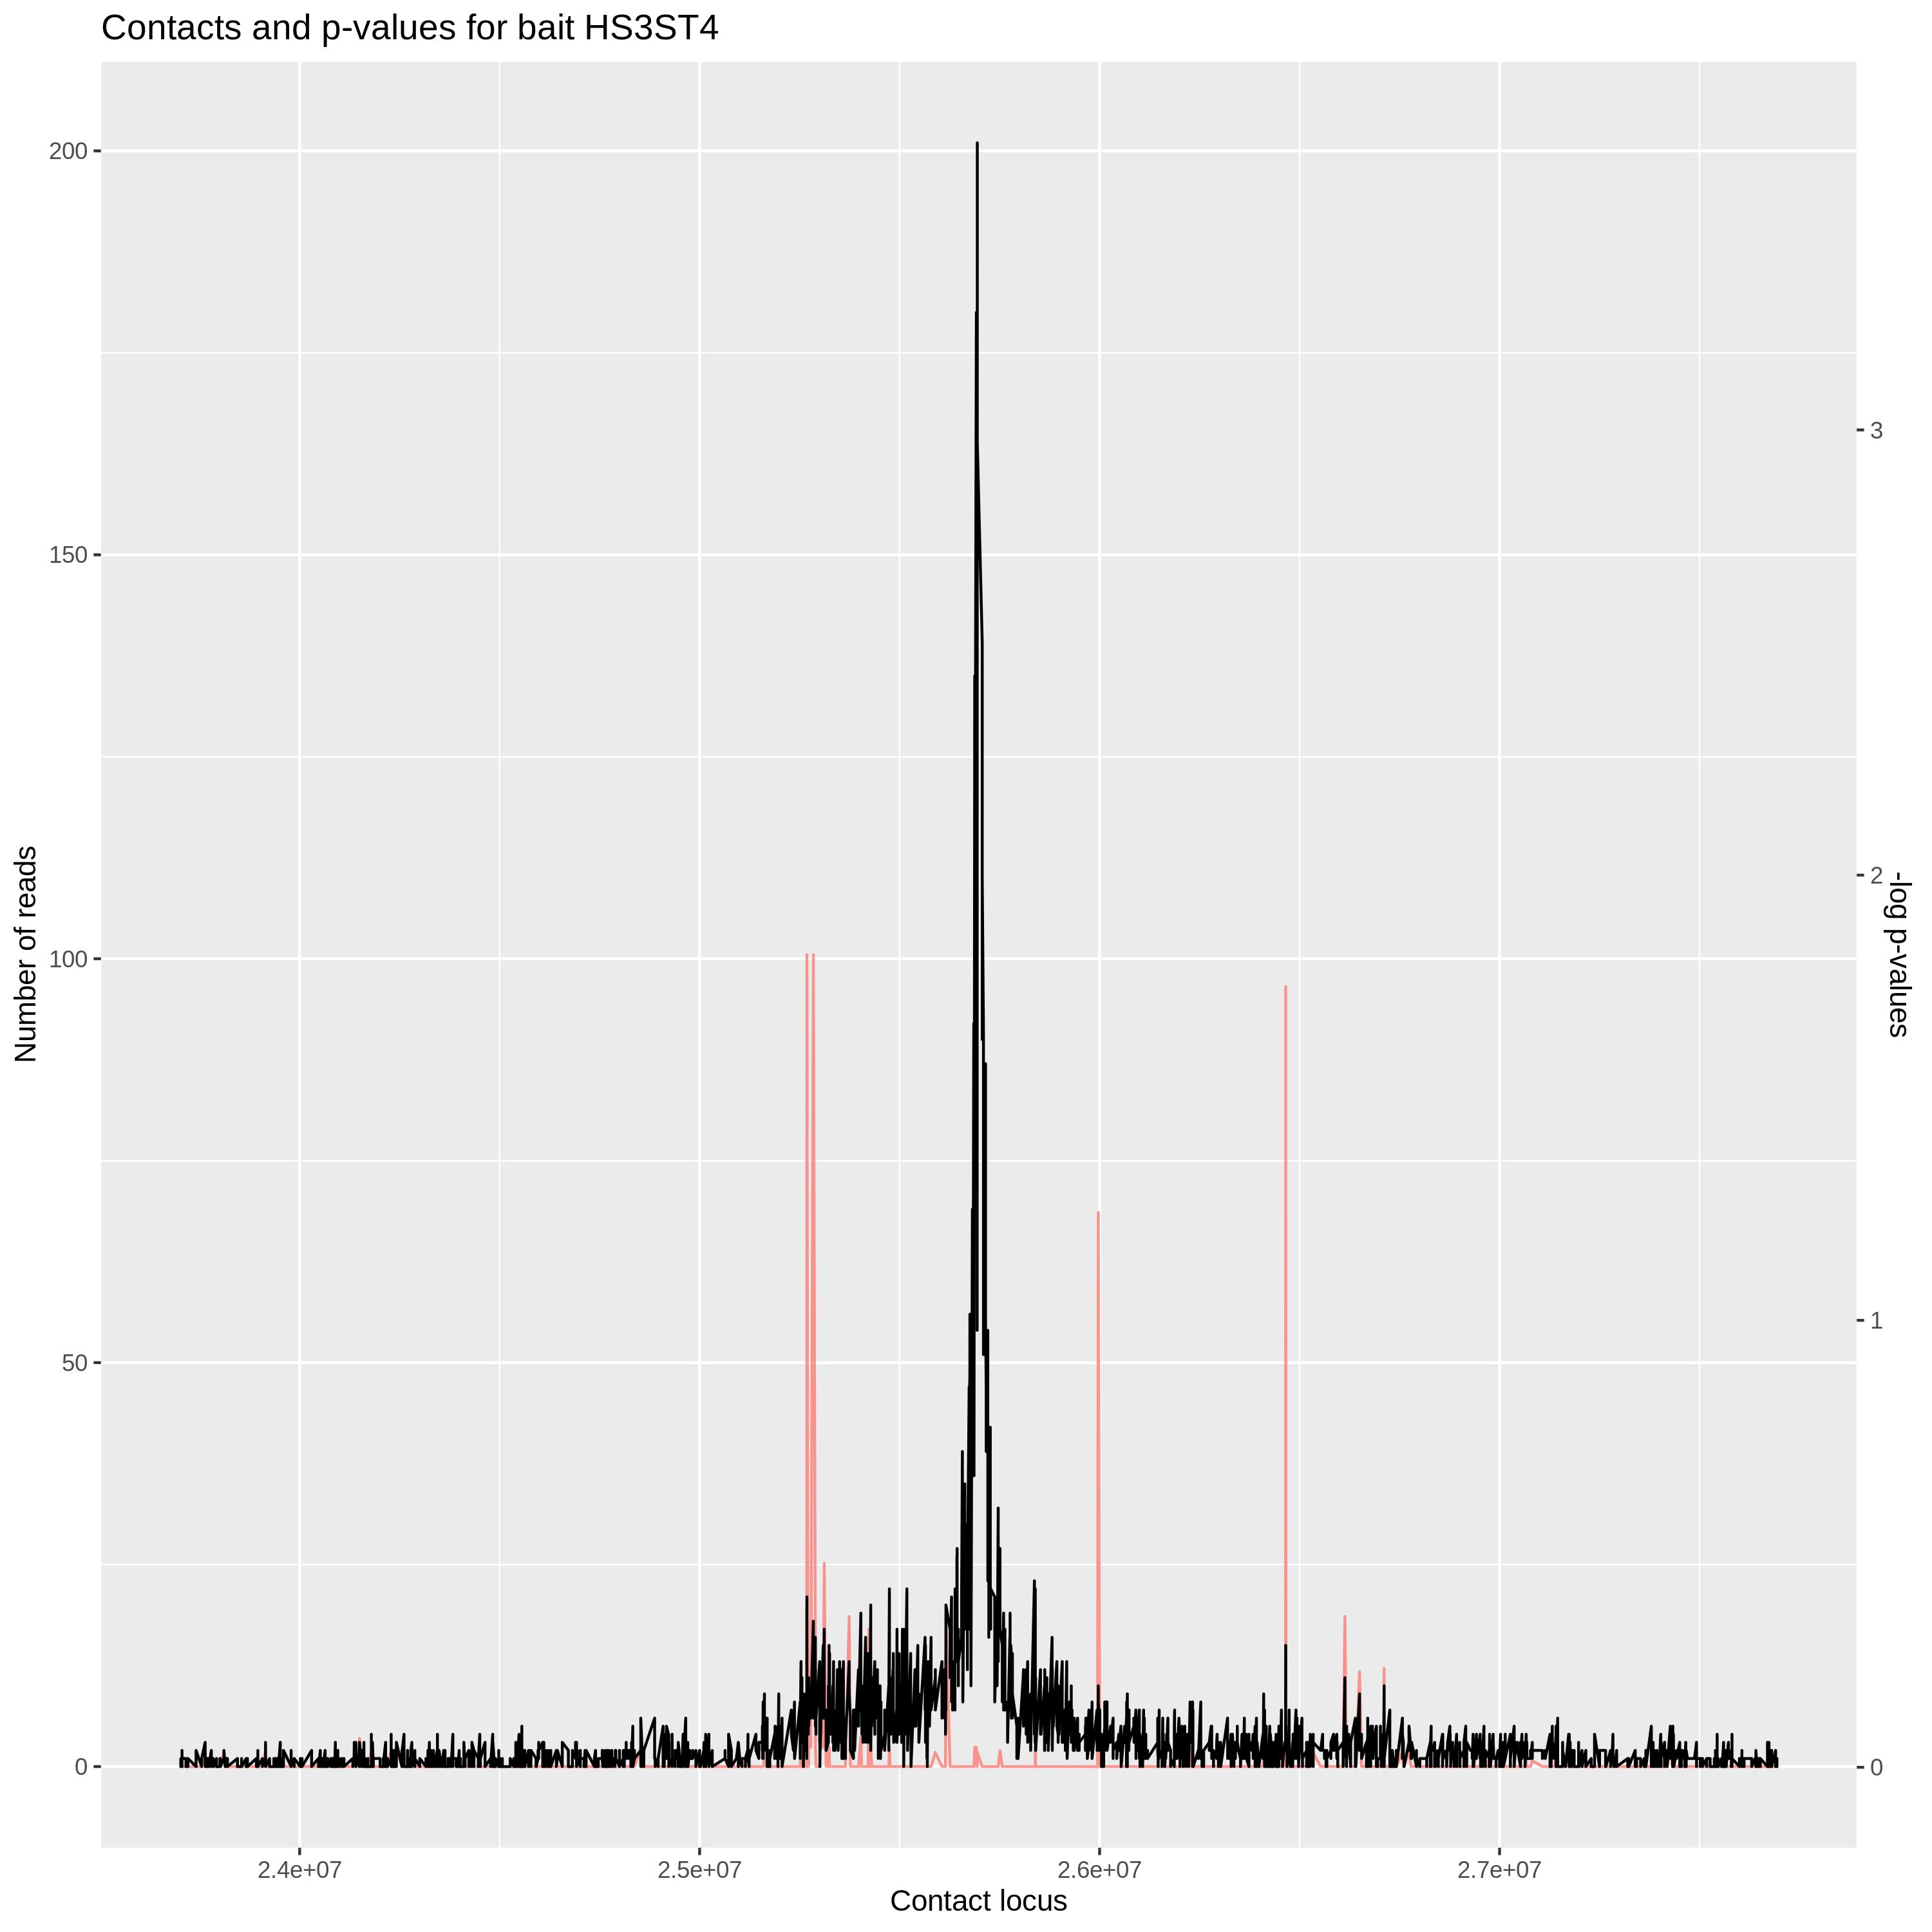 Contacts and p-values for bait HS3ST4
200
150
100
50
0
Number of reads
3
2
1
0
-log p-values
2.4e+07
2.5e+07
2.6e+07
2.7e+07
Contact locus